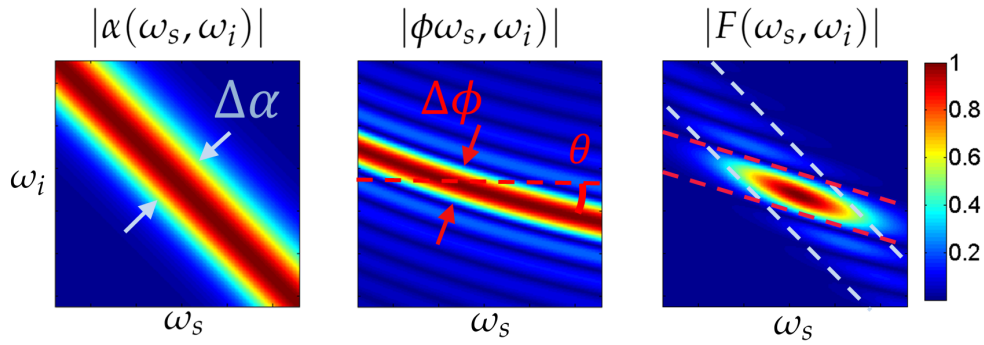 |α(ωₛ, ωᵢ)|
|ϕωₛ, ωᵢ)|
|F(ωₛ, ωᵢ)|
Δα
Δϕ
θ
ωᵢ
ωₛ
ωₛ
ωₛ
1
0.8
0.6
0.4
0.2